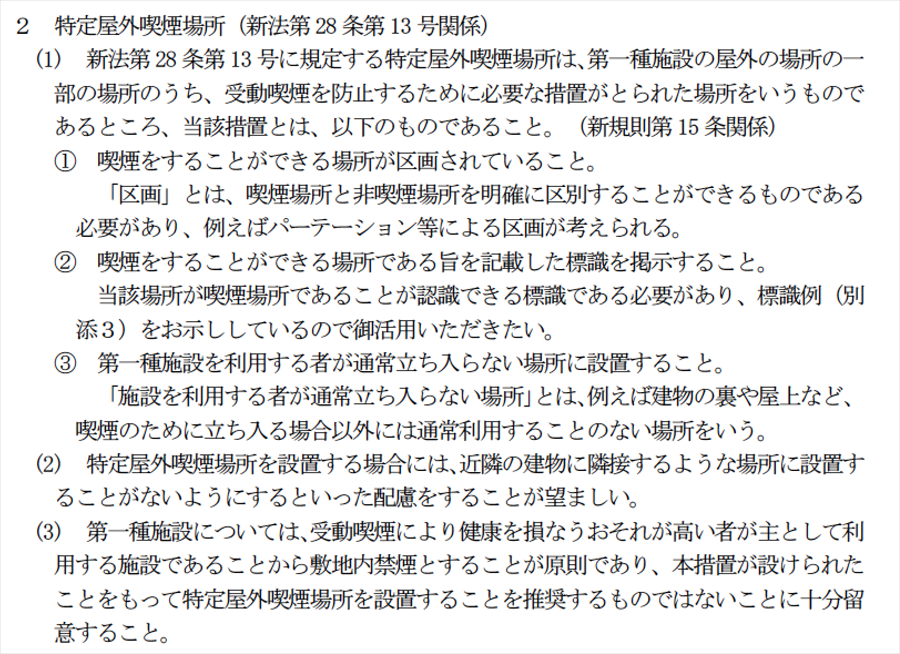 ２　特定屋外喫煙場所（新法第 28 条第 13 号関係）
(1)　新法第 28 条第 13 号に規定する特定屋外喫煙場所は、第一種施設の屋外の場所の一
部の場所のうち、受動喫煙を防止するために必要な措置がとられた場所をいうもので
あるところ、当該措置とは、以下のものであること。（新規則第 15 条関係）
①　喫煙をすることができる場所が区画されていること。
「区画」とは、喫煙場所と非喫煙場所を明確に区別することができるものである
必要があり、例えばパーテーション等による区画が考えられる。
②　喫煙をすることができる場所である旨を記載した標識を掲示すること。
当該場所が喫煙場所であることが認識できる標識である必要があり、標識例（別
添３）をお示ししているので御活用いただきたい。
③　第一種施設を利用する者が通常立ち入らない場所に設置すること。
「施設を利用する者が通常立ち入らない場所」とは、例えば建物の裏や屋上など、
喫煙のために立ち入る場合以外には通常利用することのない場所をいう。
(2)　特定屋外喫煙場所を設置する場合には、近隣の建物に隣接するような場所に設置す
ることがないようにするといった配慮をすることが望ましい。
(3)　第一種施設については、受動喫煙により健康を損なうおそれが高い者が主として利
用する施設であることから敷地内禁煙とすることが原則であり、本措置が設けられた
ことをもって特定屋外喫煙場所を設置することを推奨するものではないことに十分留
意すること。